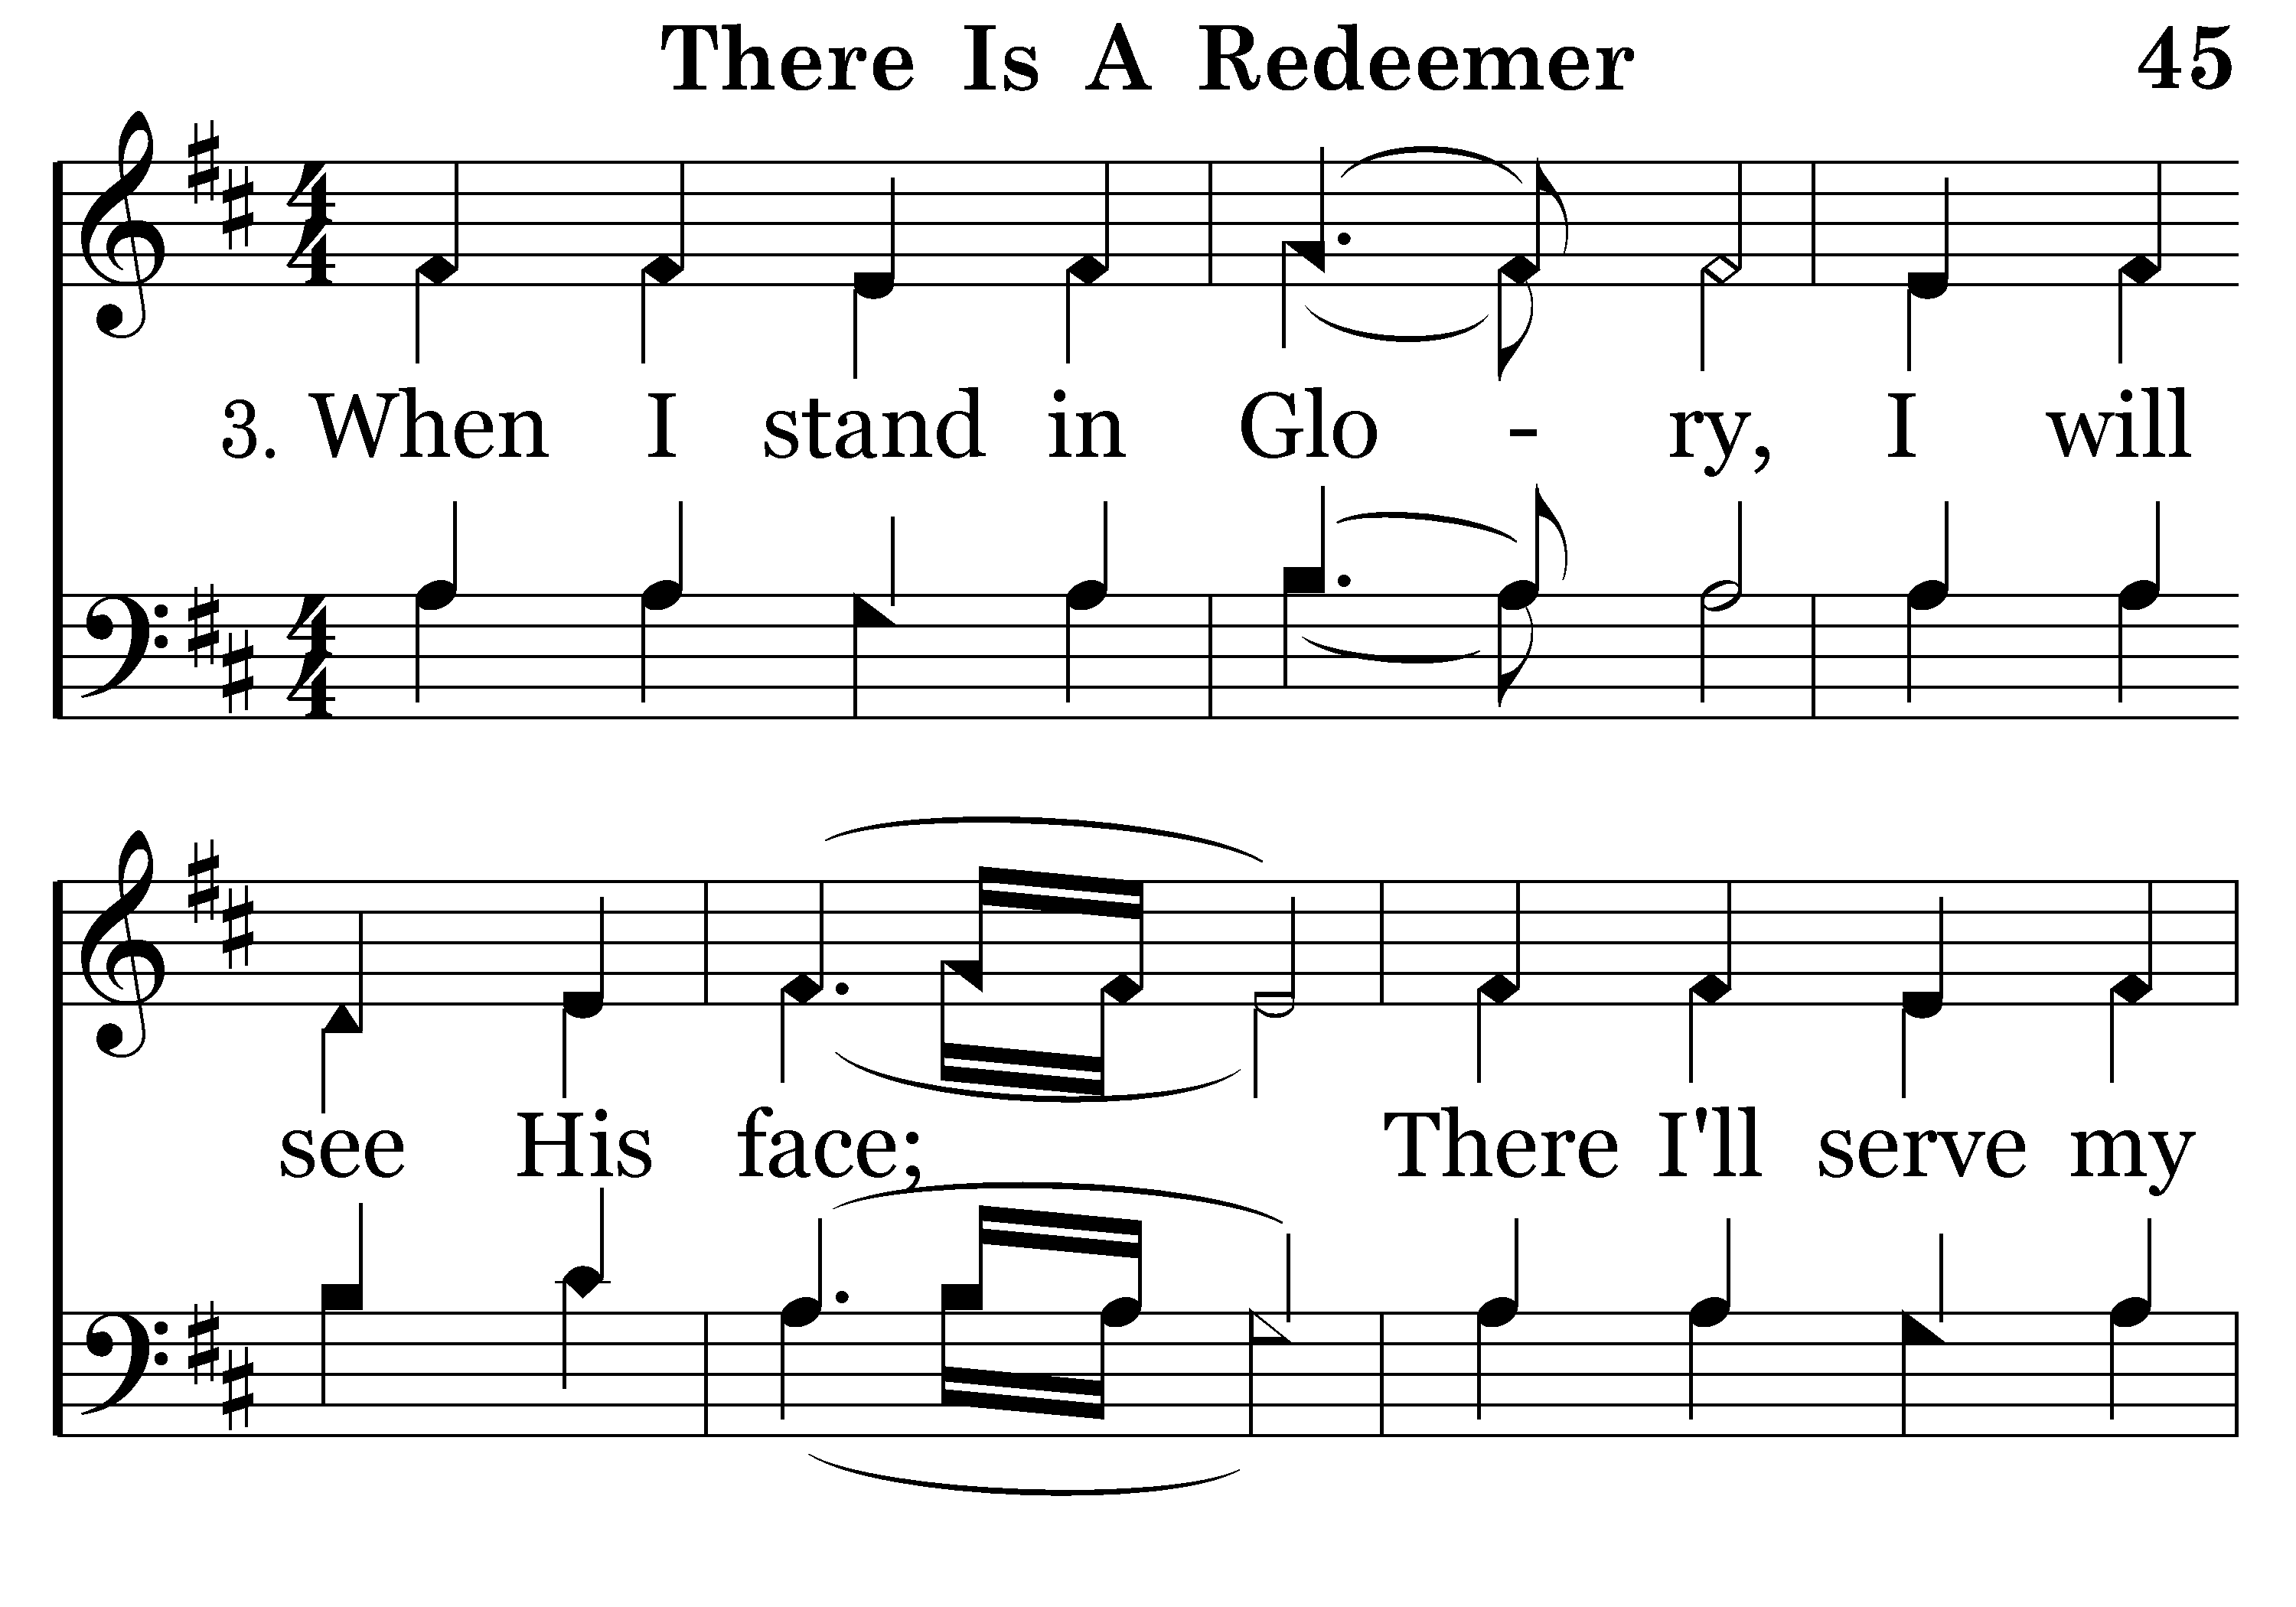 There Is A Redeemer 45
3. When I stand in Glo - ry, I will
see His face; There I'll serve my